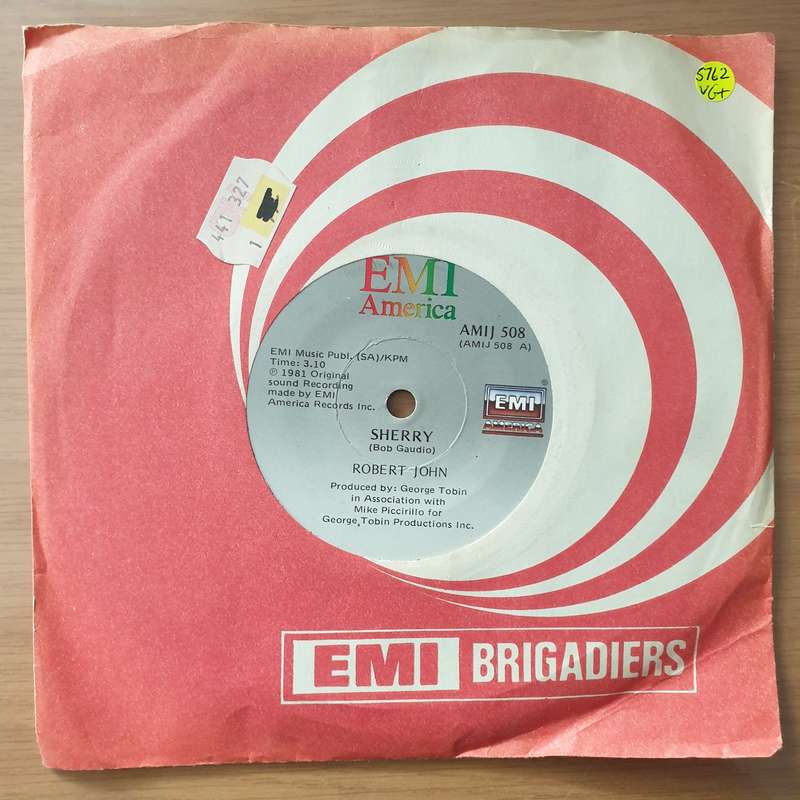 5762
VG+
441 327
1
EMI
America
AMIJ 508
(AMIJ 508 A)
EMI Music Publ. (SA)/KPM
Time: 3.10
℗ 1981 Original
sound Recording
made by EMI
America Records Inc.
®
EMI
AMERICA
SHERRY
(Bob Gaudio)
ROBERT JOHN
Produced by: George Tobin
in Association with
Mike Piccirillo for
George Tobin Productions Inc.
EMI BRIGADIERS